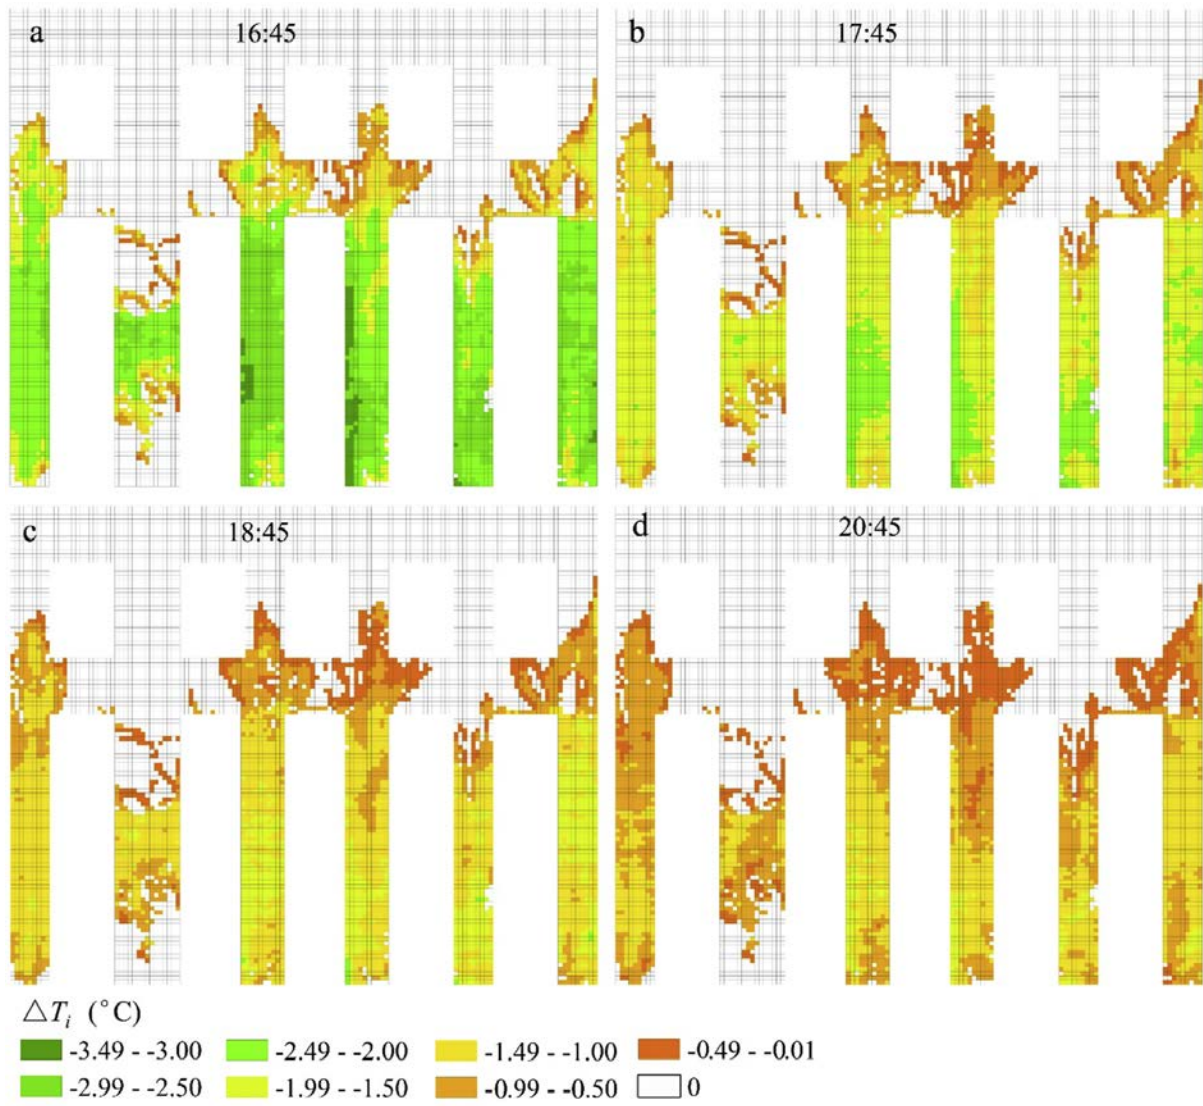 a 16:45
b 17:45
c 18:45
d 20:45
△Tᵢ (°C)
-3.49 - -3.00
-2.49 - -2.00
-1.49 - -1.00
-0.49 - -0.01
-2.99 - -2.50
-1.99 - -1.50
-0.99 - -0.50
0